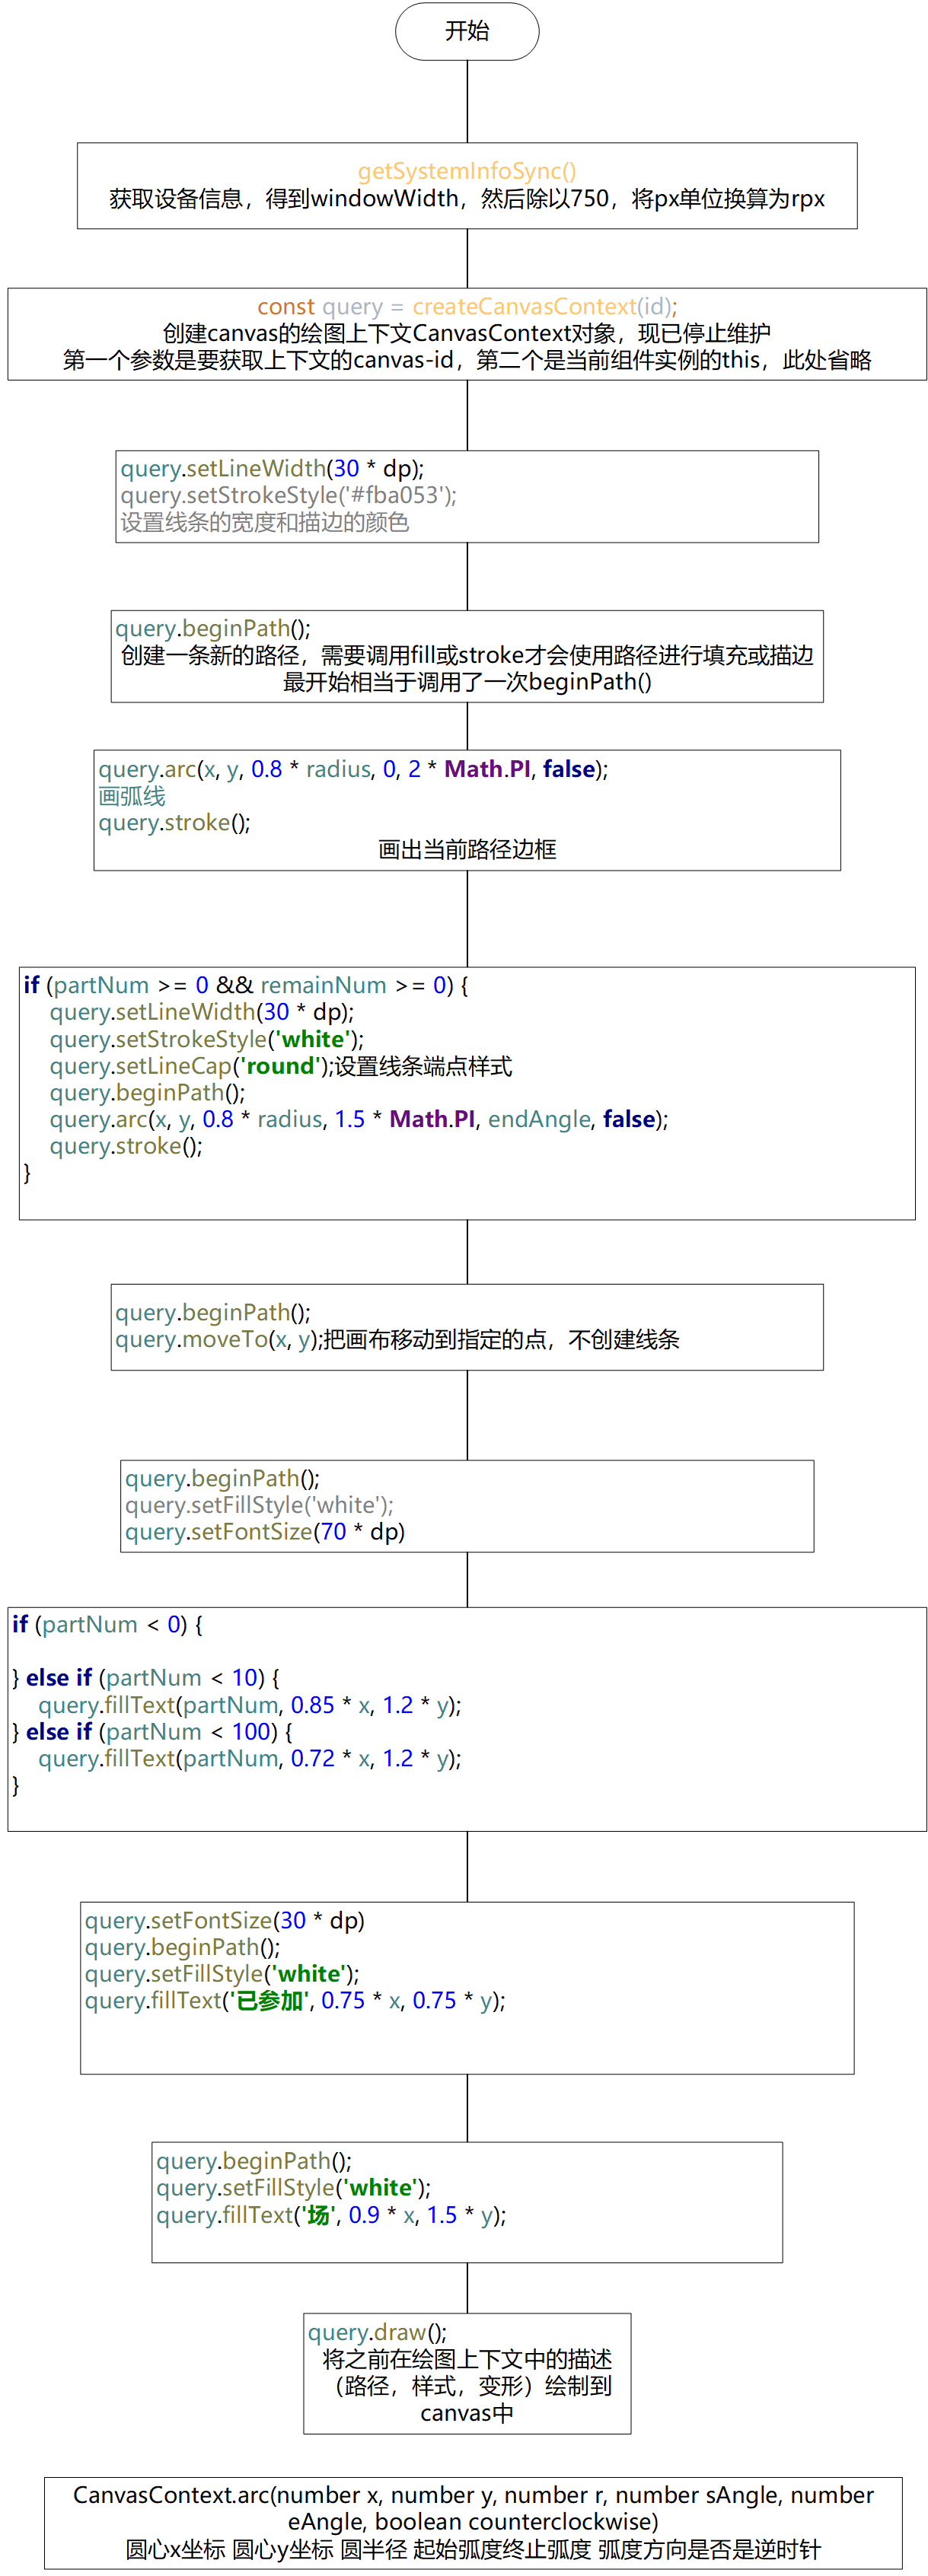 开始
getSystemInfoSync()
获取设备信息，得到windowWidth，然后除以750，将px单位换算为rpx
const query = createCanvasContext(id);
创建canvas的绘图上下文CanvasContext对象，现已停止维护
第一个参数是要获取上下文的canvas-id，第二个是当前组件实例的this，此处省略
query.setLineWidth(30 * dp);
query.setStrokeStyle('#fba053');
设置线条的宽度和描边的颜色
query.beginPath();
创建一条新的路径，需要调用fill或stroke才会使用路径进行填充或描边
最开始相当于调用了一次beginPath()
query.arc(x, y, 0.8 * radius, 0, 2 * Math.PI, false);
画弧线
query.stroke();
画出当前路径边框
if (partNum >= 0 && remainNum >= 0) {
query.setLineWidth(30 * dp);
query.setStrokeStyle('white');
query.setLineCap('round');设置线条端点样式
query.beginPath();
query.arc(x, y, 0.8 * radius, 1.5 * Math.PI, endAngle, false);
query.stroke();
}
query.beginPath();
query.moveTo(x, y);把画布移动到指定的点，不创建线条
query.beginPath();
query.setFillStyle('white');
query.setFontSize(70 * dp)
if (partNum < 0) {
} else if (partNum < 10) {
query.fillText(partNum, 0.85 * x, 1.2 * y);
} else if (partNum < 100) {
query.fillText(partNum, 0.72 * x, 1.2 * y);
}
query.setFontSize(30 * dp)
query.beginPath();
query.setFillStyle('white');
query.fillText('已参加', 0.75 * x, 0.75 * y);
query.beginPath();
query.setFillStyle('white');
query.fillText('场', 0.9 * x, 1.5 * y);
query.draw();
将之前在绘图上下文中的描述
（路径，样式，变形）绘制到
canvas中
CanvasContext.arc(number x, number y, number r, number sAngle, number
eAngle, boolean counterclockwise)
圆心x坐标 圆心y坐标 圆半径 起始弧度终止弧度 弧度方向是否是逆时针